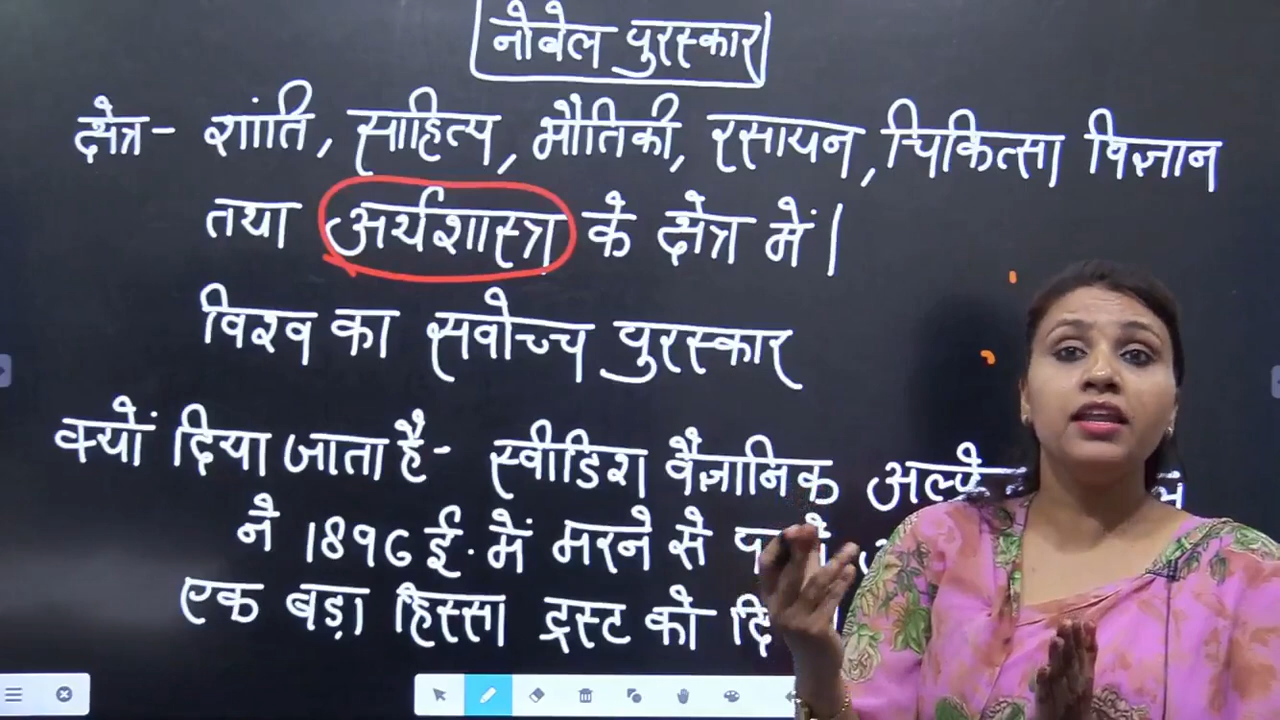 नोबेल पुरस्कार
क्षेत्र- शांति, साहित्य, भौतिकी, रसायन, चिकित्सा विज्ञान
तथा अर्थशास्त्र के क्षेत्र में।
विश्व का सर्वोच्च पुरस्कार
क्यों दिया जाता है- स्वीडिश वैज्ञानिक
ने 1896 ई. में मरने से
एक बड़ा हिस्सा ट्रस्ट को